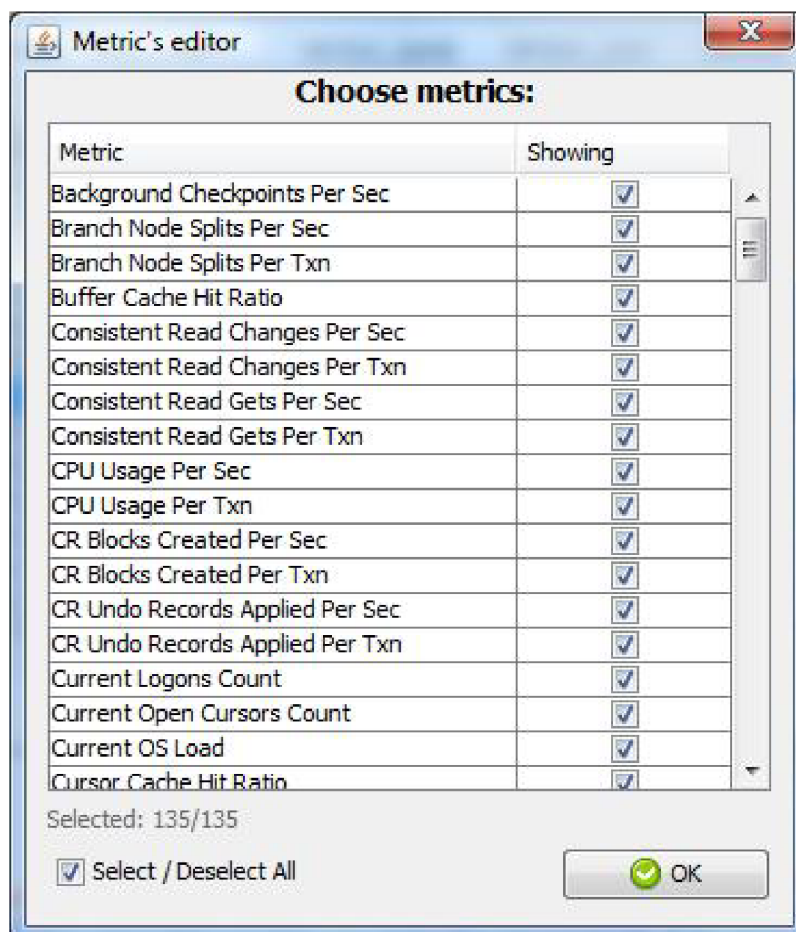 Metric's editor
Choose metrics:
Metric Showing
Background Checkpoints Per Sec
Branch Node Splits Per Sec
Branch Node Splits Per Txn
Buffer Cache Hit Ratio
Consistent Read Changes Per Sec
Consistent Read Changes Per Txn
Consistent Read Gets Per Sec
Consistent Read Gets Per Txn
CPU Usage Per Sec
CPU Usage Per Txn
CR Blocks Created Per Sec
CR Blocks Created Per Txn
CR Undo Records Applied Per Sec
CR Undo Records Applied Per Txn
Current Logons Count
Current Open Cursors Count
Current OS Load
Cursor Cache Hit Ratio
Selected: 135/135
Select / Deselect All
OK